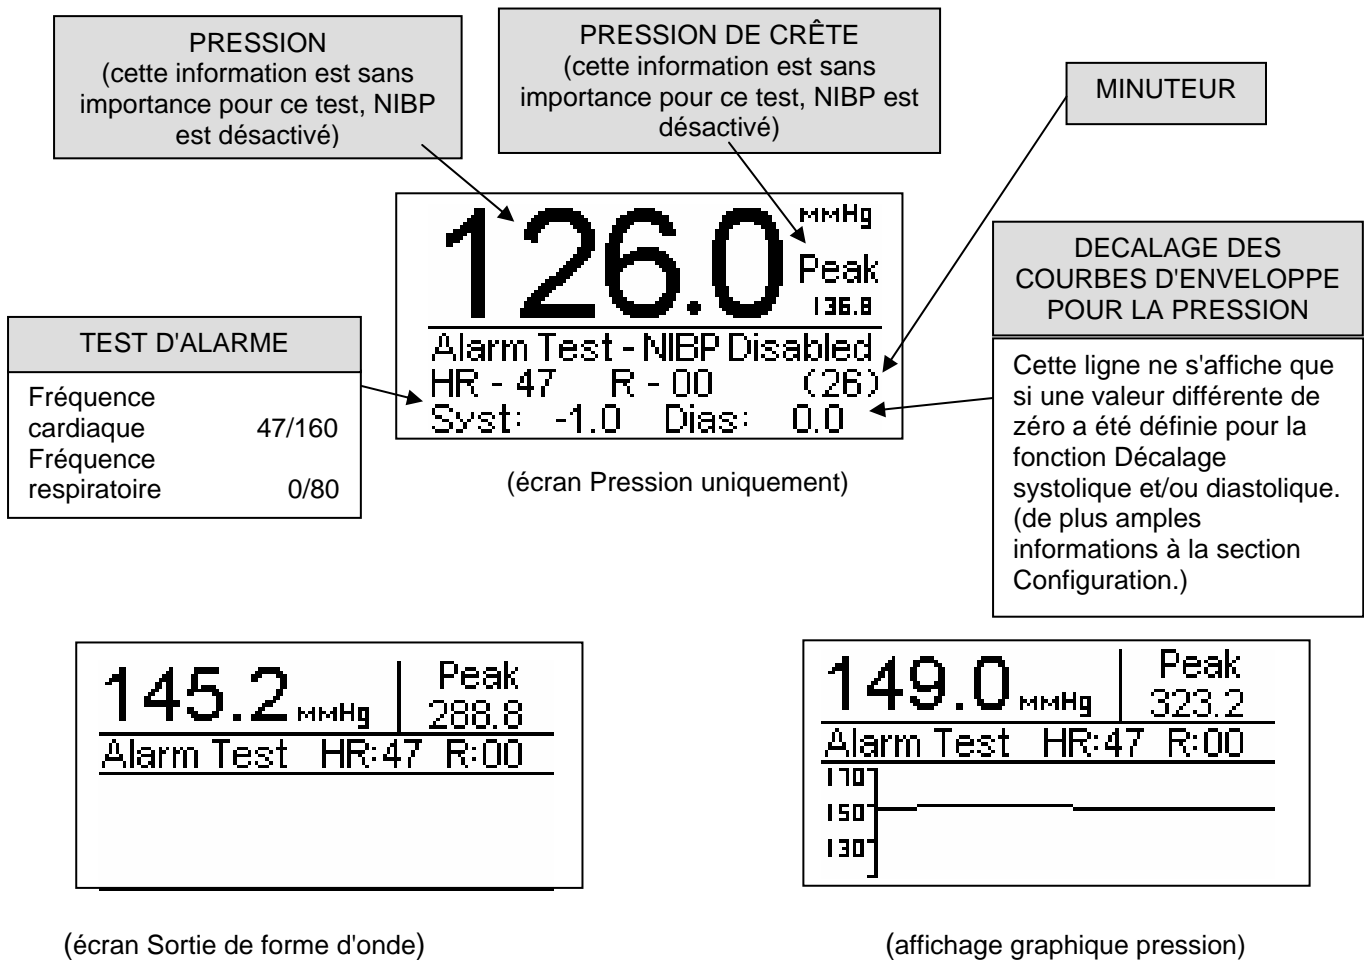 PRESSION
(cette information est sans
importance pour ce test, NIBP
est désactivé)
PRESSION DE CRÊTE
(cette information est sans
importance pour ce test, NIBP est
désactivé)
MINUTEUR
126.0 MMHg
Peak
136.8
Alarm Test - NIBP Disabled
HR - 47 R - 00 (26)
Syst: -1.0 Dias: 0.0
(écran Pression uniquement)
TEST D'ALARME
Fréquence
cardiaque 47/160
Fréquence
respiratoire 0/80
DECALAGE DES
COURBES D'ENVELOPPE
POUR LA PRESSION
Cette ligne ne s'affiche que
si une valeur différente de
zéro a été définie pour la
fonction Décalage
systolique et/ou diastolique.
(de plus amples
informations à la section
Configuration.)
145.2 MMHg
Peak
288.8
Alarm Test HR:47 R:00
(écran Sortie de forme d'onde)
149.0 MMHg
Peak
323.2
Alarm Test HR:47 R:00
170
150
130
(affichage graphique pression)